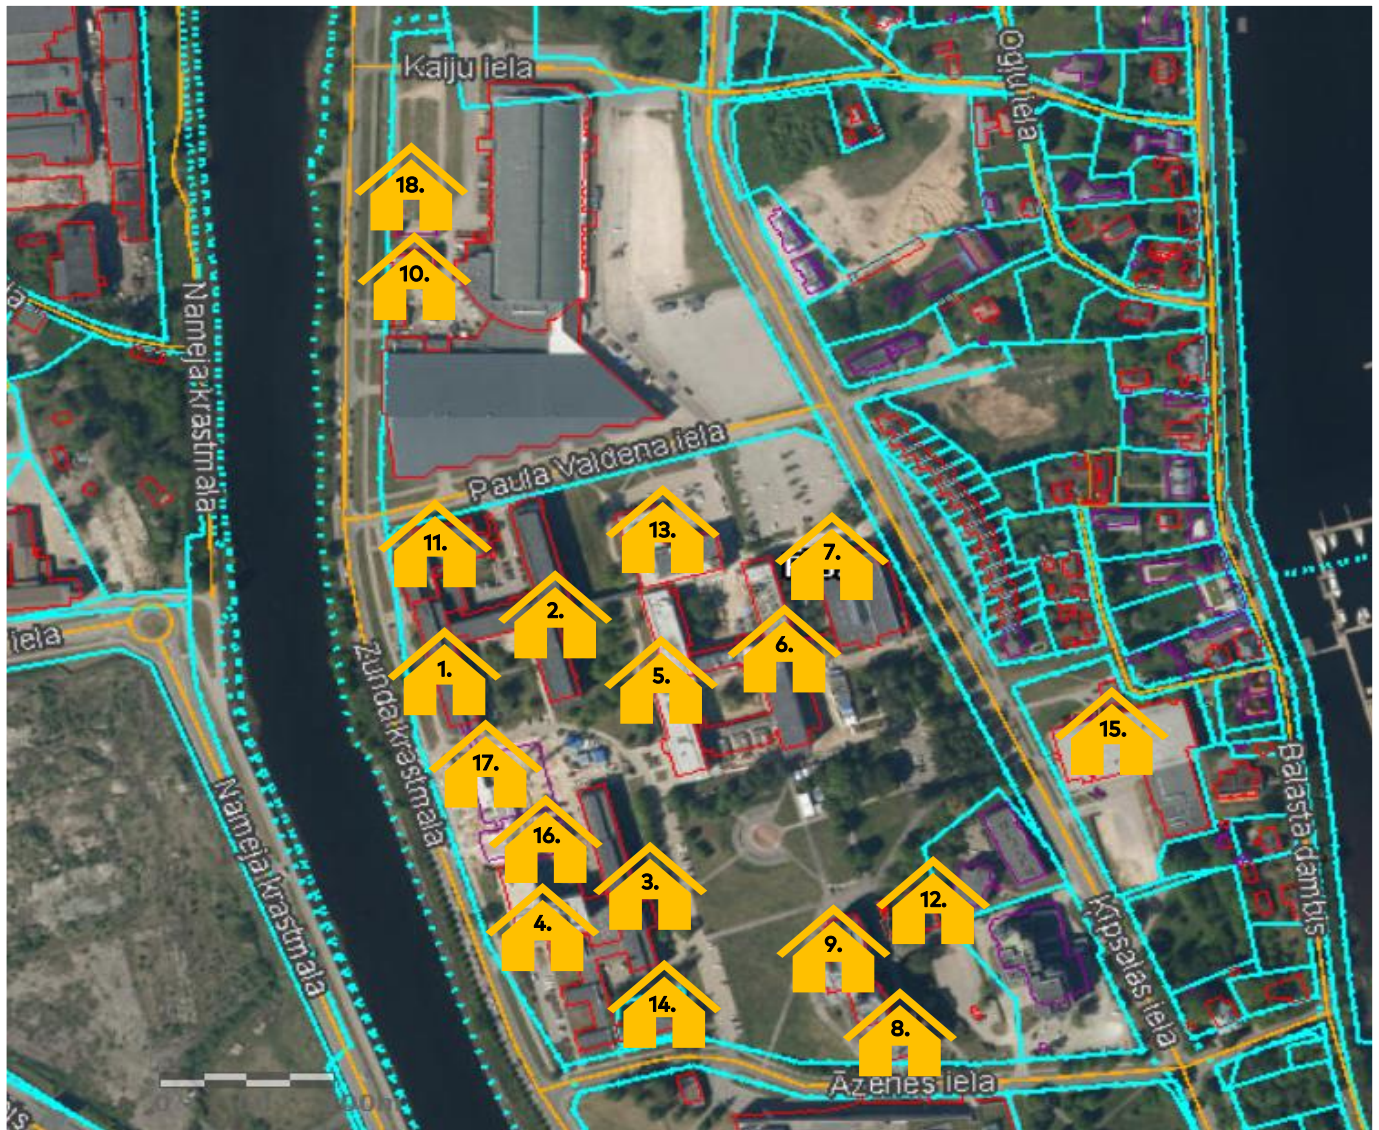 Kaiju iela
Ogļu iela
18.
10.
Nameja krastmala
Paula Valdena iela
11.
13.
7.
2.
iela
6.
1.
5.
Zunda krastmala
15.
17.
Balasta dambis
16.
Nameja krastmala
3.
12.
4.
9.
Ķīpsalas iela
14.
8.
Āzenes iela